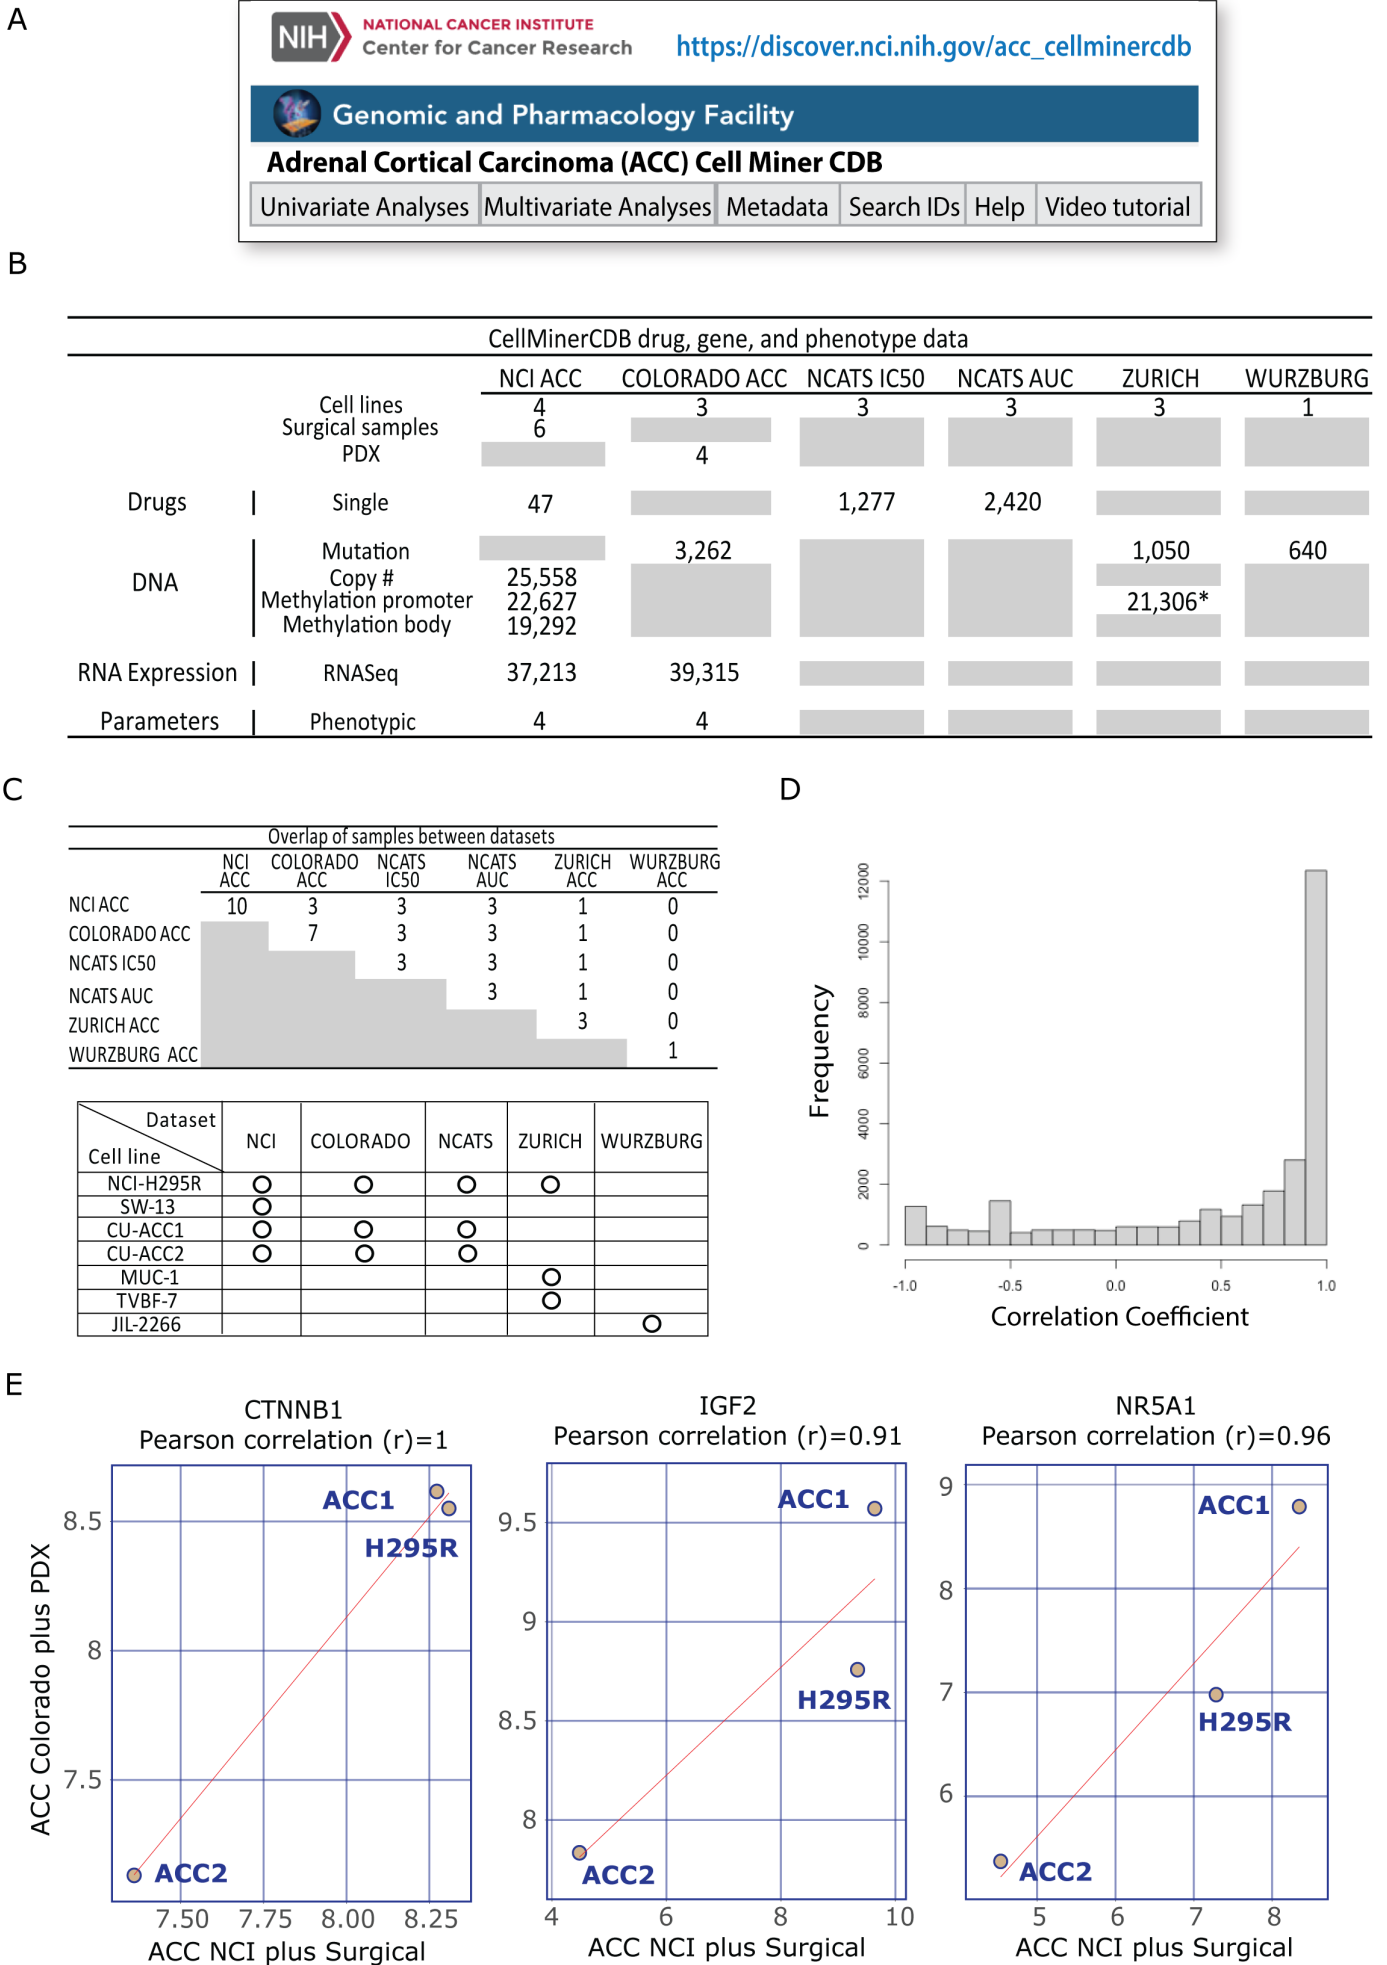 A
NIH
NATIONAL CANCER INSTITUTE
Center for Cancer Research
https://discover.nci.nih.gov/acc_cellminercdb
Genomic and Pharmacology Facility
Adrenal Cortical Carcinoma (ACC) Cell Miner CDB
Univariate Analyses Multivariate Analyses Metadata Search IDs Help Video tutorial
B
CellMinerCDB drug, gene, and phenotype data
NCI ACC COLORADO ACC NCATS IC50 NCATS AUC ZURICH WURZBURG
Cell lines 4 3 3 3 3 1
Surgical samples 6
PDX 4
Drugs Single 47 1,277 2,420
Mutation 3,262 1,050 640
DNA
Copy # 25,558
Methylation promoter 22,627 21,306*
Methylation body 19,292
RNA Expression RNASeq 37,213 39,315
Parameters Phenotypic 4 4
C
Overlap of samples between datasets
NCI COLORADO NCATS NCATS ZURICH WURZBURG
ACC ACC IC50 AUC ACC ACC
NCI ACC 10 3 3 3 1 0
COLORADO ACC 7 3 3 1 0
NCATS IC50 3 3 1 0
NCATS AUC 3 1 0
ZURICH ACC 3 0
WURZBURG ACC 1
Dataset
Cell line
NCI COLORADO NCATS ZURICH WURZBURG
NCI-H295R
SW-13
CU-ACC1
CU-ACC2
MUC-1
TVBF-7
JIL-2266
D
Frequency
12000
10000
8000
6000
4000
2000
0
-1.0 -0.5 0.0 0.5 1.0
Correlation Coefficient
E
CTNNB1
Pearson correlation (r)=1
ACC Colorado plus PDX
8.5
8
7.5
ACC1
H295R
ACC2
7.50 7.75 8.00 8.25
ACC NCI plus Surgical
IGF2
Pearson correlation (r)=0.91
9.5
9
8.5
8
ACC1
H295R
ACC2
4 6 8 10
ACC NCI plus Surgical
NR5A1
Pearson correlation (r)=0.96
9
8
7
6
ACC1
H295R
ACC2
5 6 7 8
ACC NCI plus Surgical